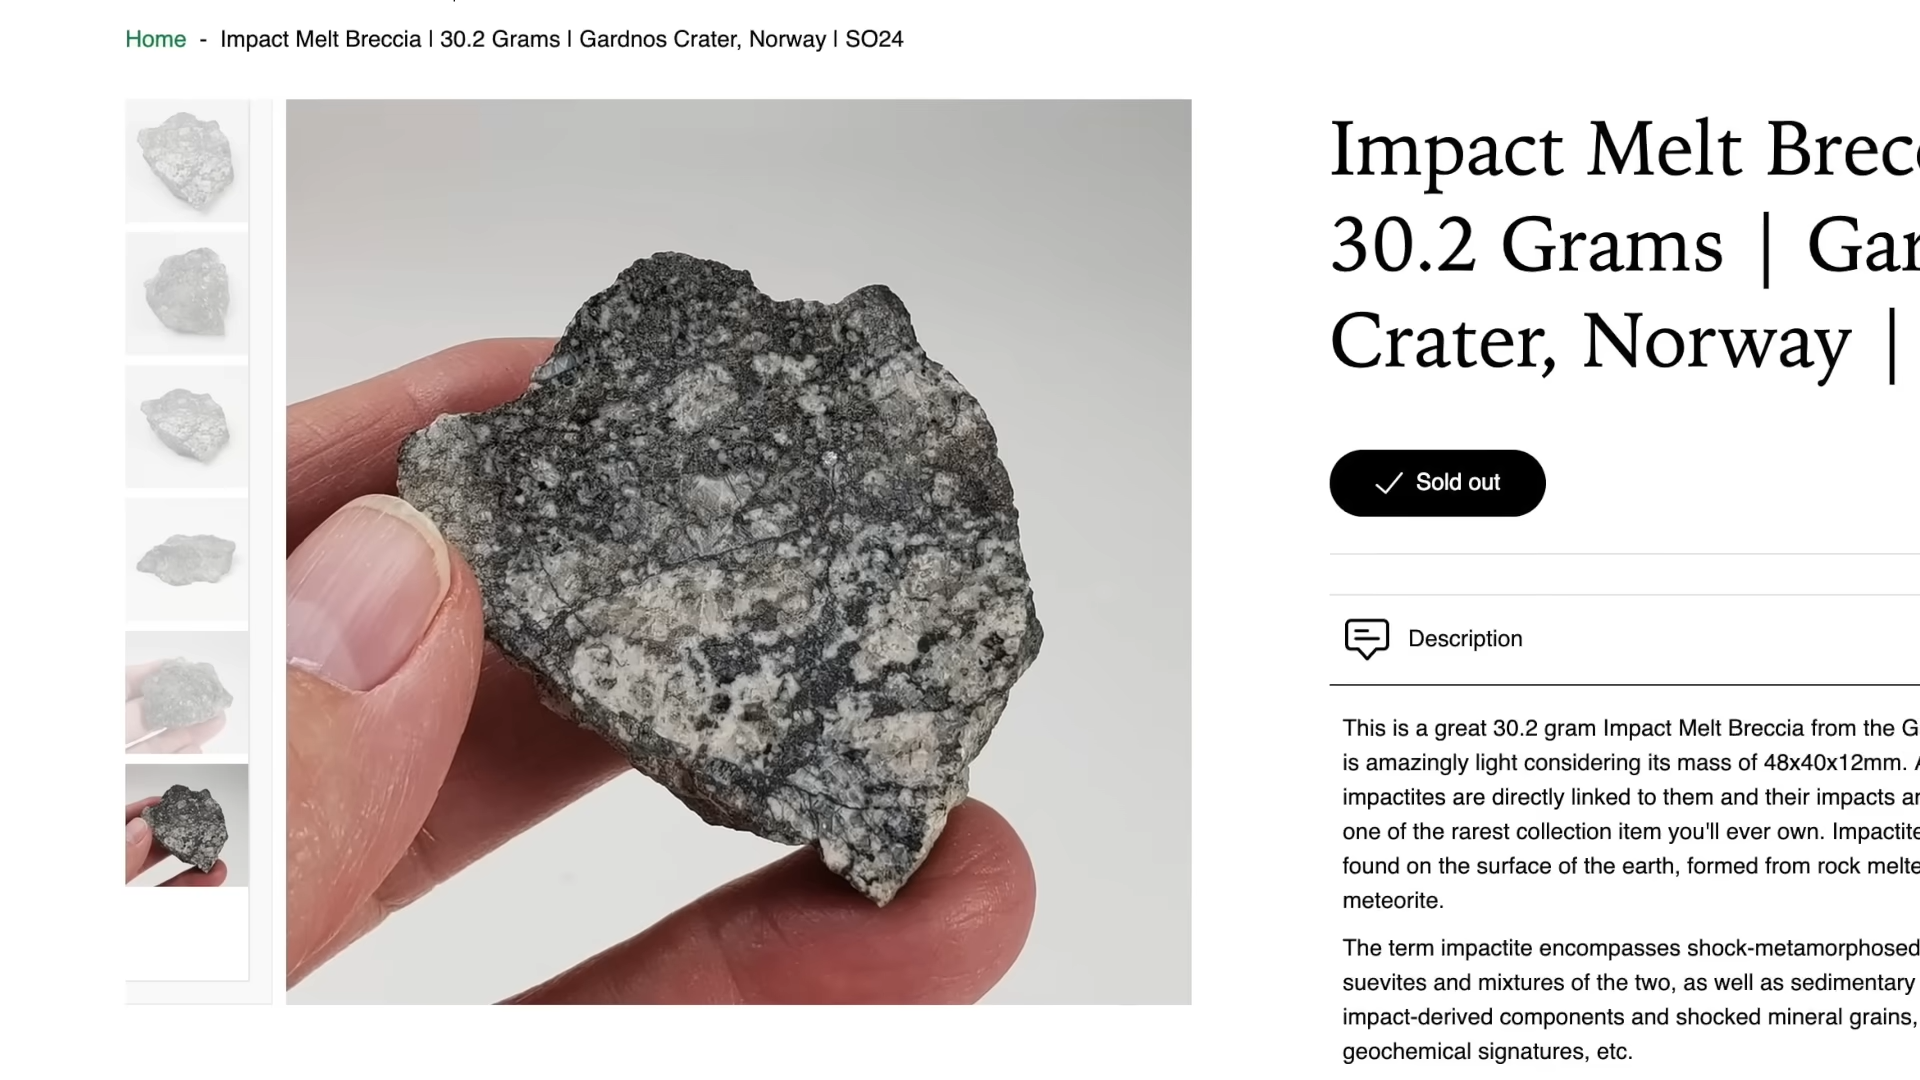 Home - Impact Melt Breccia | 30.2 Grams | Gardnos Crater, Norway | SO24
Impact Melt
30.2 Grams |
Crater, Norway |
Sold out
Description
This is a great 30.2 gram Impact Melt Breccia from the
is amazingly light considering its mass of 48x40x12mm.
impactites are directly linked to them and their impacts
one of the rarest collection item you'll ever own.
found on the surface of the earth, formed from rock
meteorite.
The term impactite encompasses shock-metamorphosed
suevites and mixtures of the two, as well as sedimentary
impact-derived components and shocked mineral grains,
geochemical signatures, etc.